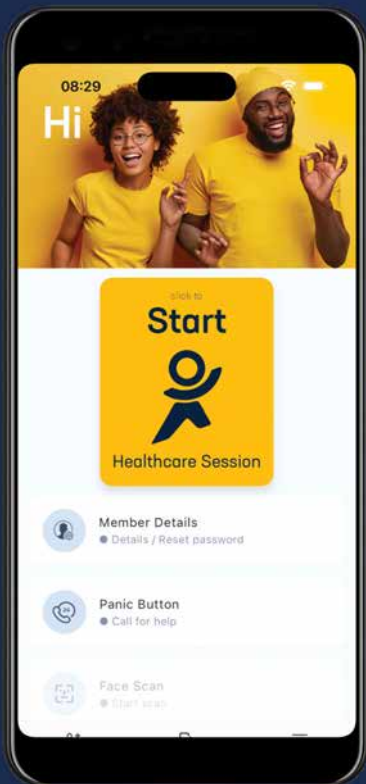 08:29
Hi
click to
Start
Healthcare Session
Member Details
Details / Reset password
24
Panic Button
Call for help
Face Scan
Start scan